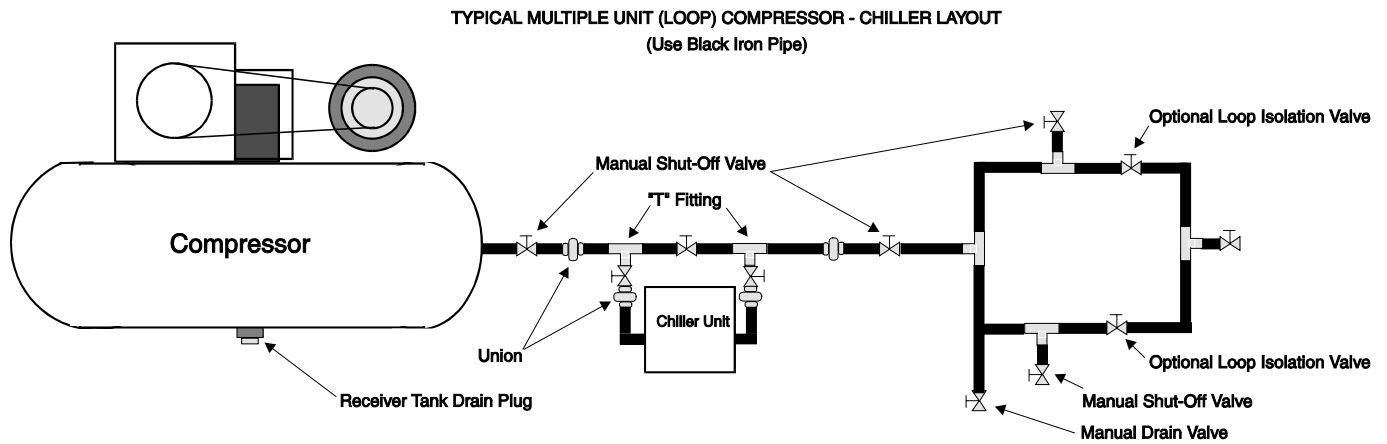 TYPICAL MULTIPLE UNIT (LOOP) COMPRESSOR - CHILLER LAYOUT
(Use Black Iron Pipe)
Optional Loop Isolation Valve
Manual Shut-Off Valve
"T" Fitting
Compressor
Chiller Unit
Union
Optional Loop Isolation Valve
Receiver Tank Drain Plug
Manual Shut-Off Valve
Manual Drain Valve